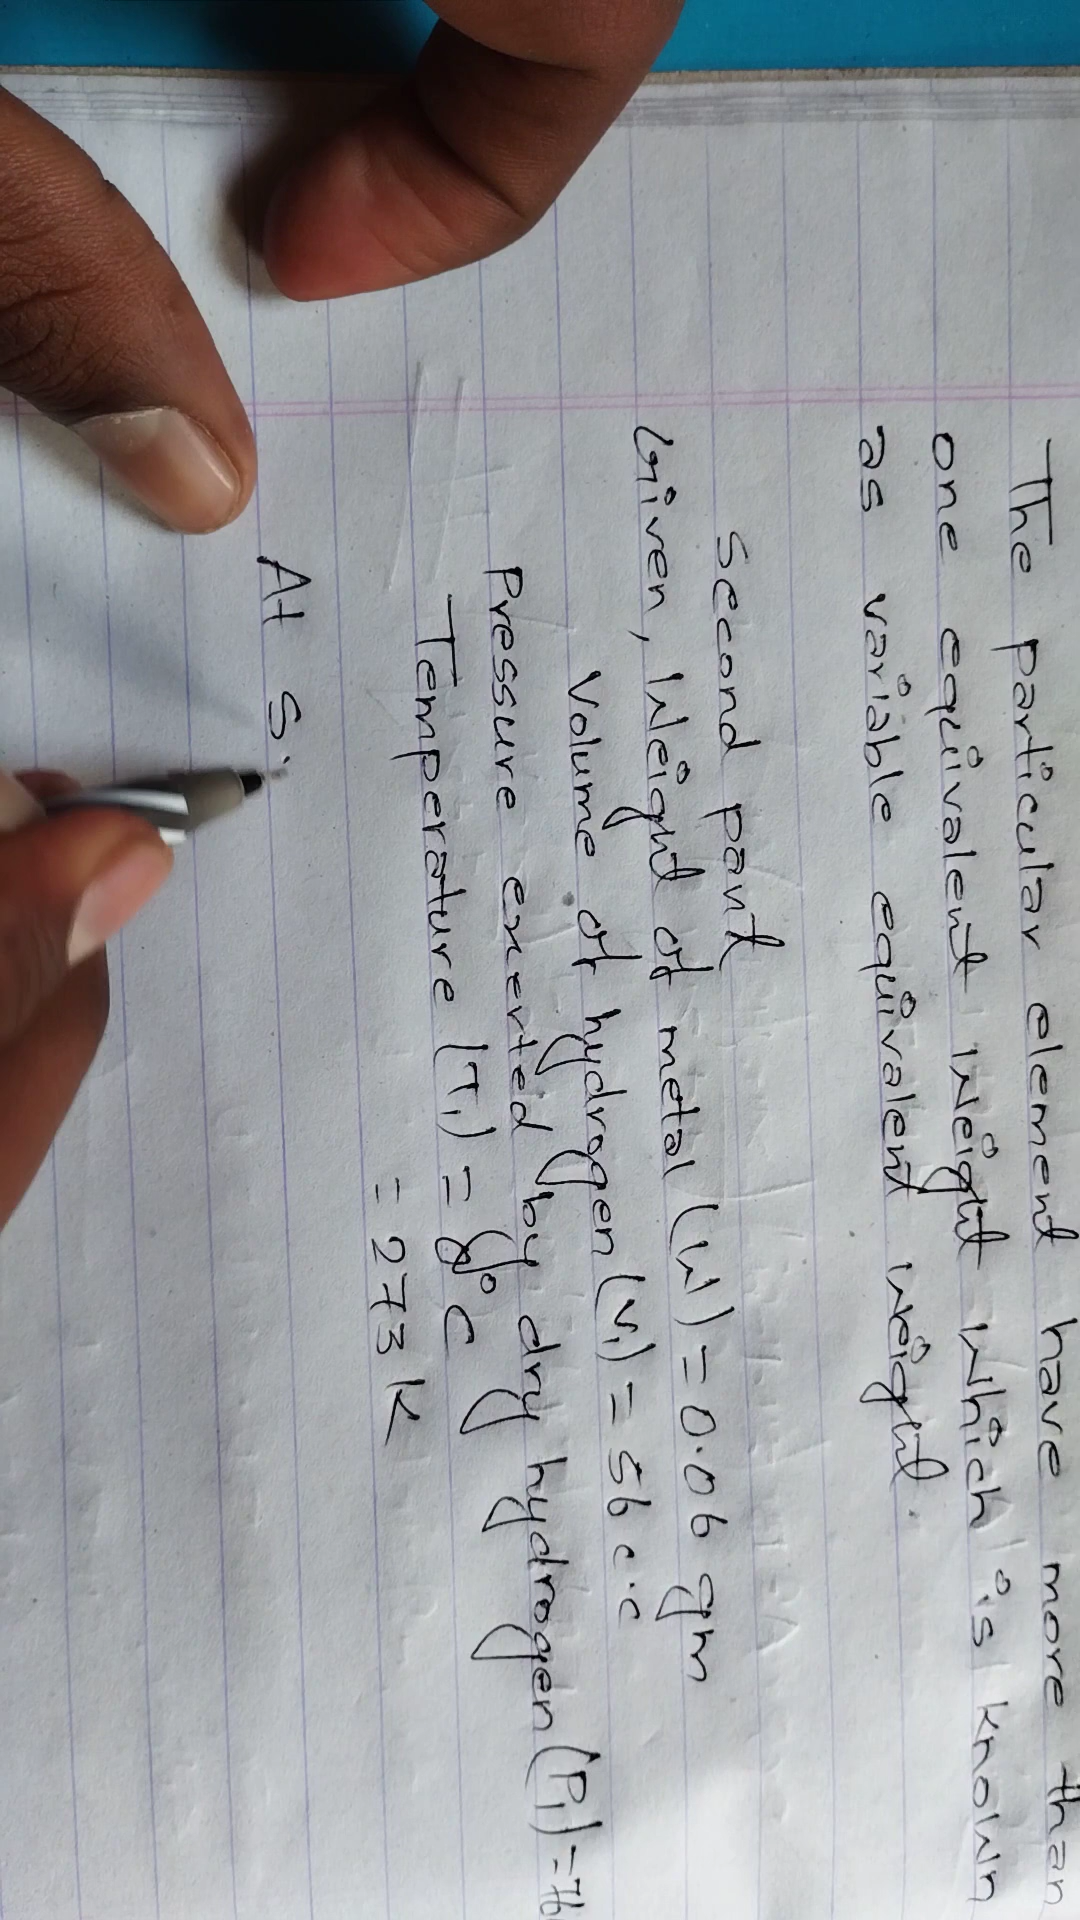 The particular element have more than
one equivalent weight which is known
as variable equivalent weight.
Second part
Given, Weight of metal (W) = 0.06 gm
Volume of hydrogen (V1) = 56 c.c
Pressure exerted by dry hydrogen (P1) = 76
Temperature (T1) = 0°C
= 273 K
At S.